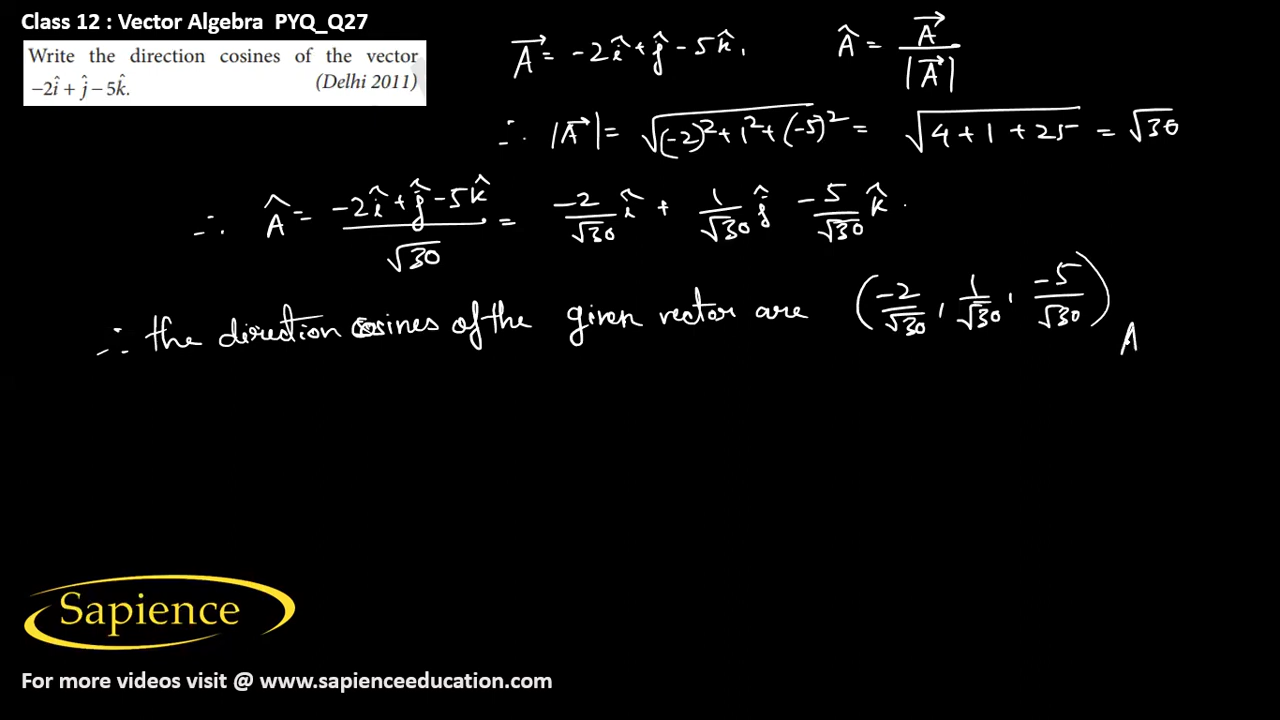 Class 12 : Vector Algebra PYQ_Q27
Write the direction cosines of the vector
−2î + ĵ − 5k̂. (Delhi 2011)
A⃗ = −2î + ĵ − 5k̂, Â = A⃗/|A⃗|
∴ |A⃗| = √((−2)² + 1² + (−5)²) = √(4 + 1 + 25) = √30
∴ Â = (−2î + ĵ − 5k̂)/√30 = −2/√30 î + 1/√30 ĵ − 5/√30 k̂.
∴ the direction cosines of the given vector are (−2/√30, 1/√30, −5/√30) A
Sapience
For more videos visit @ www.sapienceeducation.com